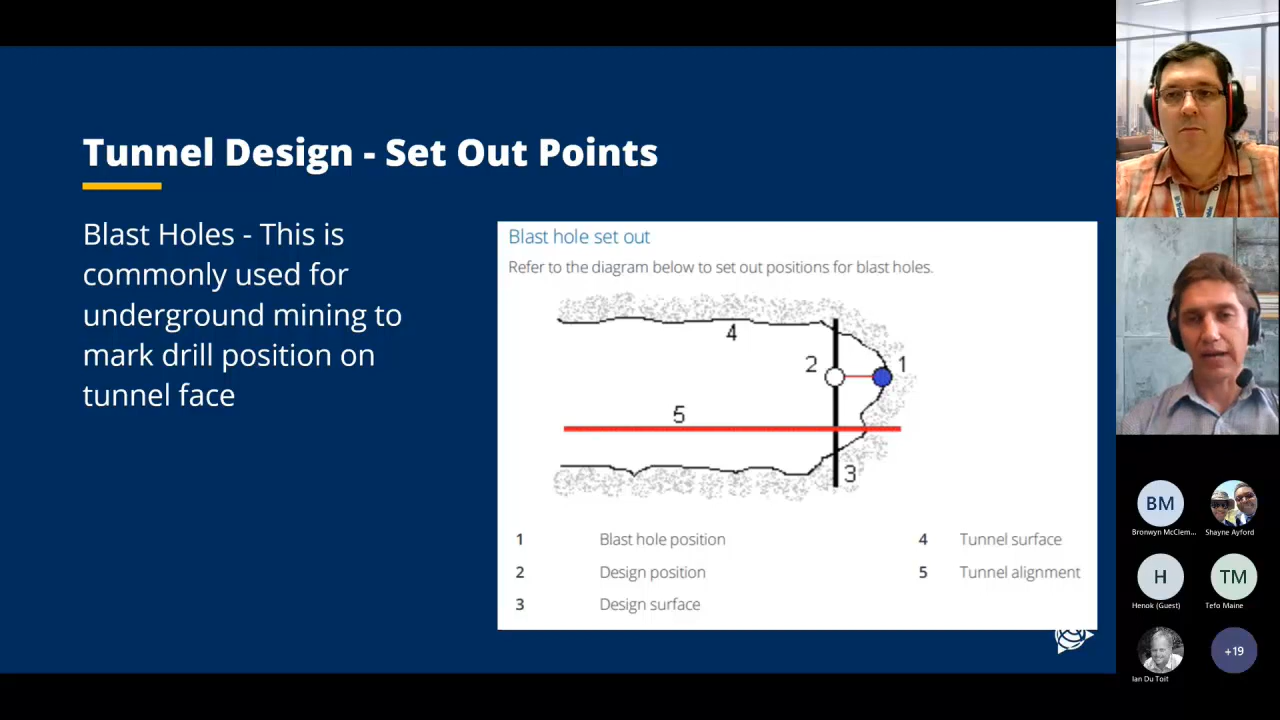 Tunnel Design - Set Out Points
Blast Holes - This is
commonly used for
underground mining to
mark drill position on
tunnel face
Blast hole set out
Refer to the diagram below to set out positions for blast holes.
4
2
1
5
3
1 Blast hole position
2 Design position
3 Design surface
4 Tunnel surface
5 Tunnel alignment
BM
Bronwyn McClem...
Shayne Ayford
H
Henok (Guest)
TM
Tefo Maine
Ian Du Toit
+19